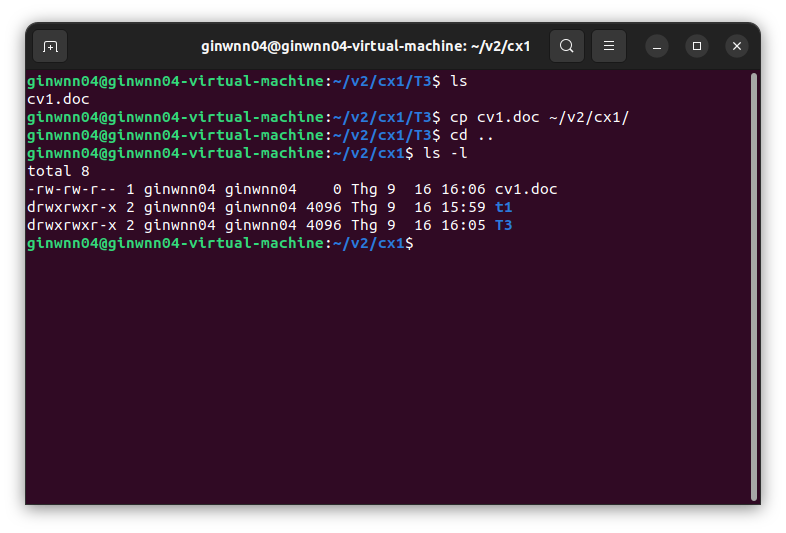 ginwnn04@ginwnn04-virtual-machine: ~/v2/cx1
ginwnn04@ginwnn04-virtual-machine:~/v2/cx1/T3$ ls
cv1.doc
ginwnn04@ginwnn04-virtual-machine:~/v2/cx1/T3$ cp cv1.doc ~/v2/cx1/
ginwnn04@ginwnn04-virtual-machine:~/v2/cx1/T3$ cd ..
ginwnn04@ginwnn04-virtual-machine:~/v2/cx1$ ls -l
total 8
-rw-rw-r-- 1 ginwnn04 ginwnn04    0 Thg 9  16 16:06 cv1.doc
drwxrwxr-x 2 ginwnn04 ginwnn04 4096 Thg 9  16 15:59 t1
drwxrwxr-x 2 ginwnn04 ginwnn04 4096 Thg 9  16 16:05 T3
ginwnn04@ginwnn04-virtual-machine:~/v2/cx1$